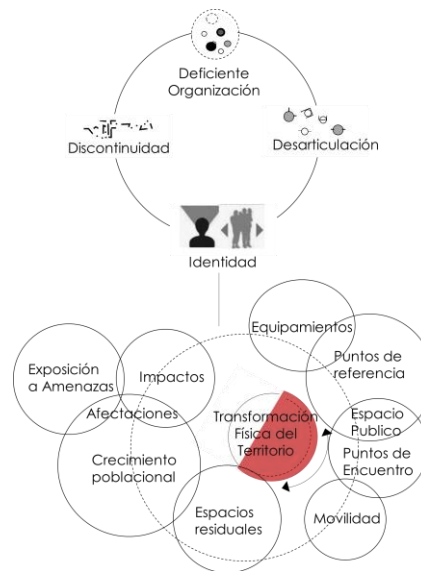 Deficiente
Organización
Discontinuidad
Desarticulación
Identidad
Equipamientos
Puntos de
referencia
Exposición
a Amenazas
Impactos
Afectaciones
Transformación
Física del
Territorio
Espacio
Publico
Puntos de
Encuentro
Crecimiento
poblacional
Espacios
residuales
Movilidad